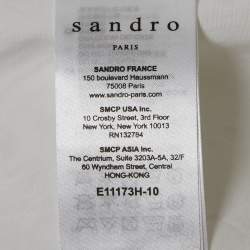 sandro
PARIS
SANDRO FRANCE
150 boulevard Haussmann
75008 Paris
www.sandro-paris.com
SMCP USA Inc.
10 Crosby Street, 3rd Floor
New York, New York 10013
RN132784
SMCP ASIA Inc.
The Centrium, Suite 3203A-5A, 32/F
60 Wyndham Street, Central
HONG-KONG
E11173H-10